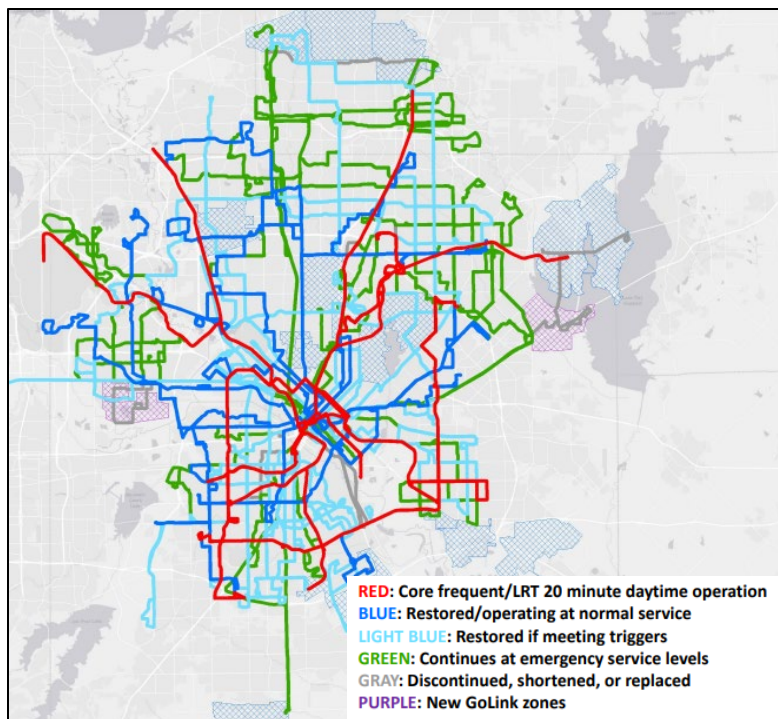 RED: Core frequent/LRT 20 minute daytime operation
BLUE: Restored/operating at normal service
LIGHT BLUE: Restored if meeting triggers
GREEN: Continues at emergency service levels
GRAY: Discontinued, shortened, or replaced
PURPLE: New GoLink zones